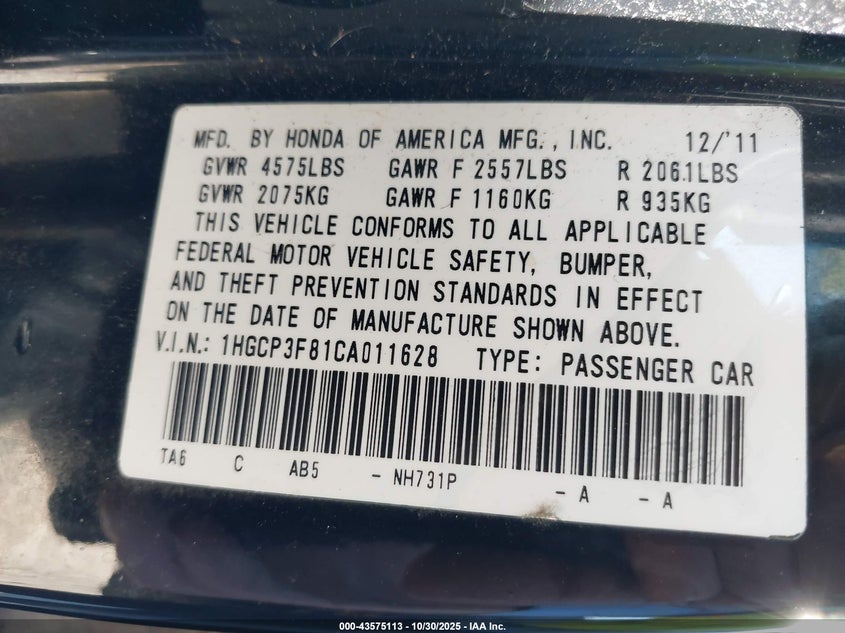 MFD. BY HONDA OF AMERICA MFG., INC. 12/'11
GVWR 4575LBS GAWR F 2557LBS R 2061LBS
GVWR 2075KG GAWR F 1160KG R 935KG
THIS VEHICLE CONFORMS TO ALL APPLICABLE
FEDERAL MOTOR VEHICLE SAFETY, BUMPER,
AND THEFT PREVENTION STANDARDS IN EFFECT
ON THE DATE OF MANUFACTURE SHOWN ABOVE.
V.I.N.: 1HGCP3F81CA011628 TYPE: PASSENGER CAR
TA6 C AB5 - NH731P - A - A
000-43575113 - 10/30/2025 - IAA Inc.